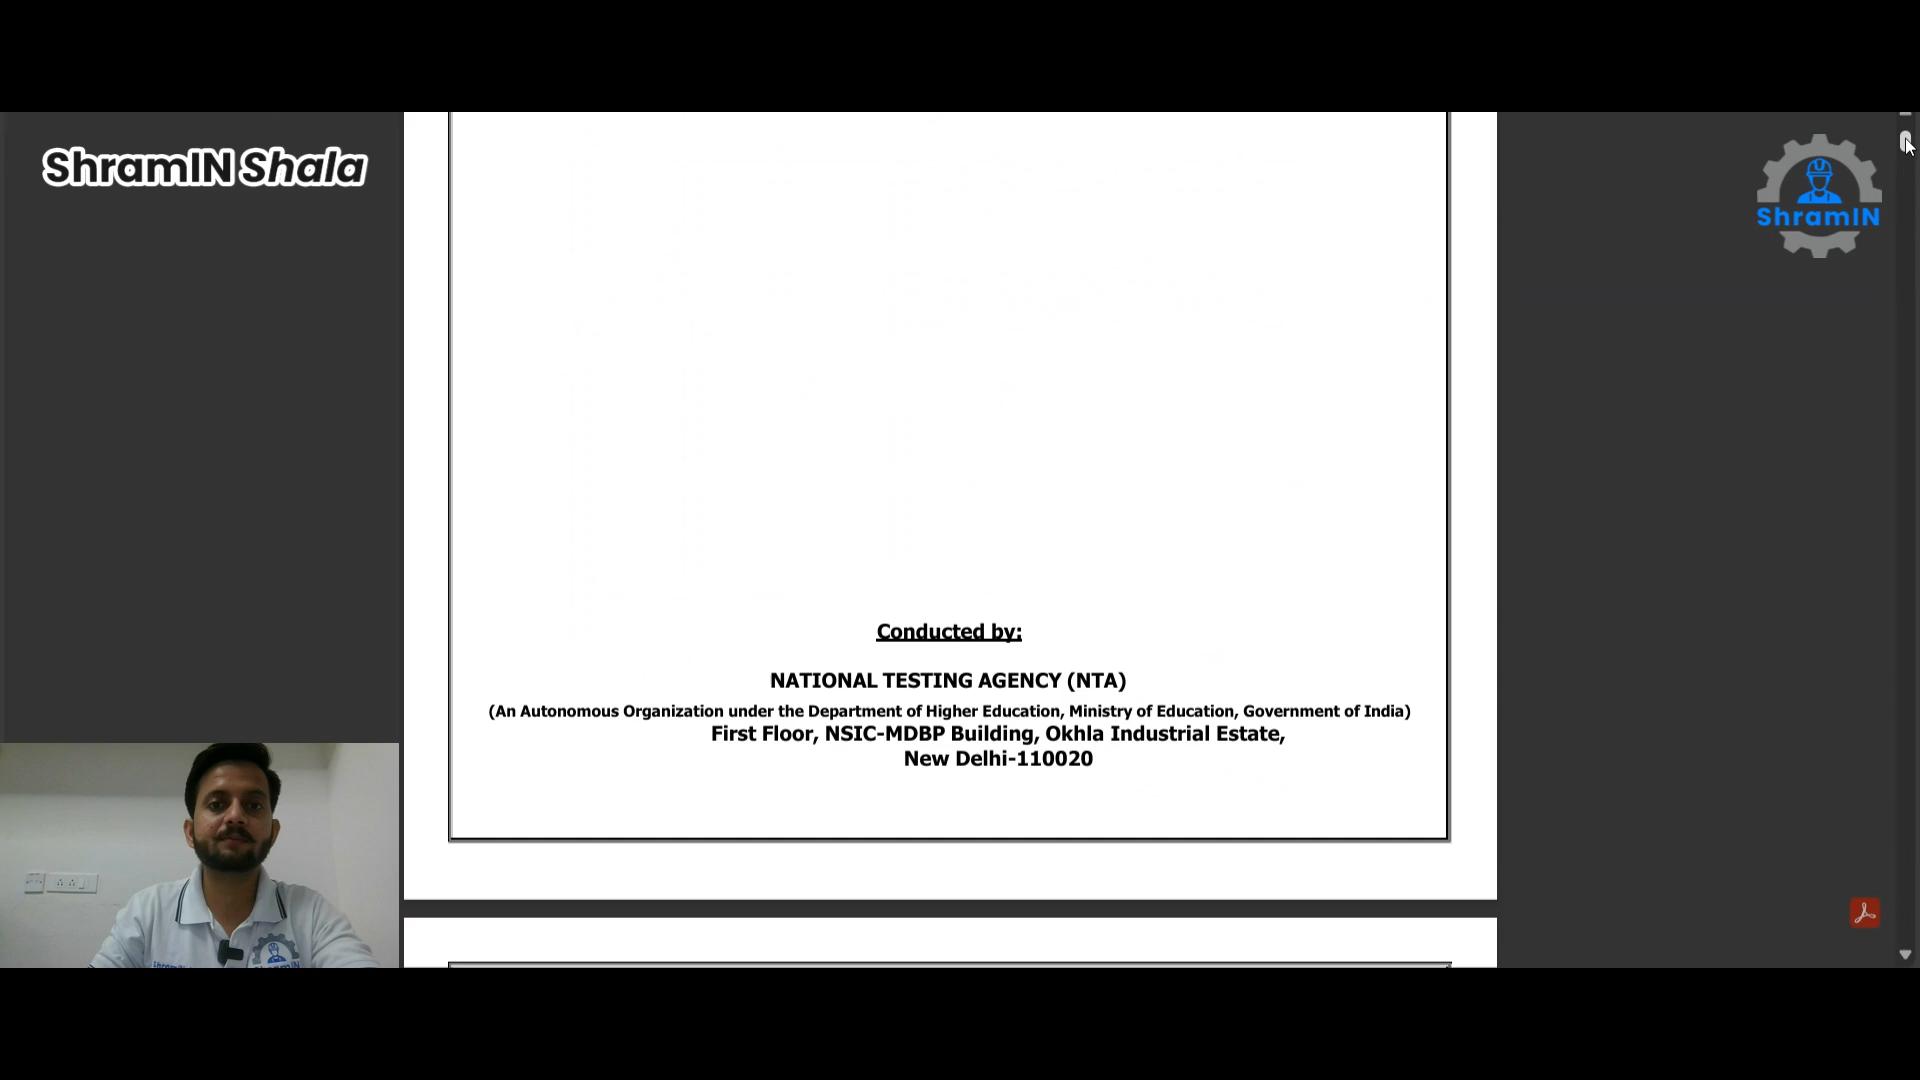 ShramIN Shala
ShramIN
Conducted by:
NATIONAL TESTING AGENCY (NTA)
(An Autonomous Organization under the Department of Higher Education, Ministry of Education, Government of India)
First Floor, NSIC-MDBP Building, Okhla Industrial Estate,
New Delhi-110020